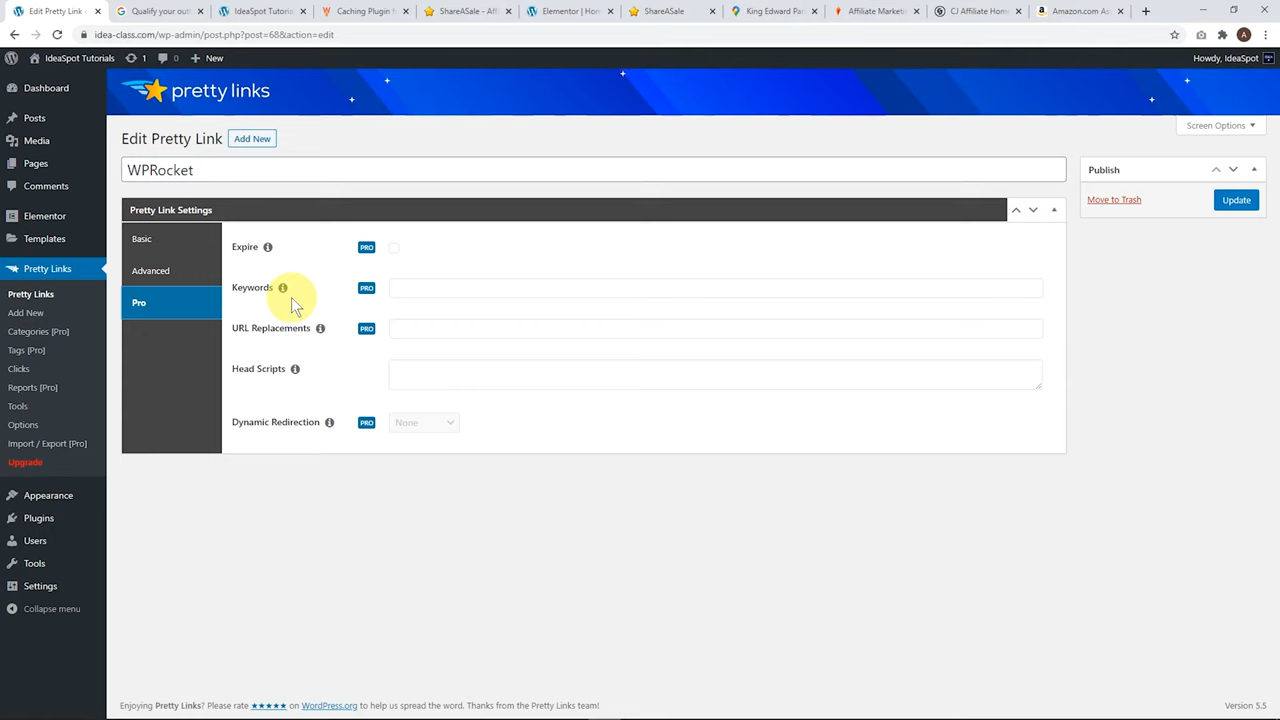 Edit Pretty Link ‹
Qualify your out
IdeaSpot Tutoria
Caching Plugin f
ShareASale - Aff
Elementor | Hom
ShareASale
King Edward Par
Affiliate Market
CJ Affiliate Hom
Amazon.com As
idea-class.com/wp-admin/post.php?post=68&action=edit
A
IdeaSpot Tutorials
1
0
New
Howdy, IdeaSpot
pretty links
Dashboard
Posts
Media
Pages
Comments
Elementor
Templates
Pretty Links
Pretty Links
Add New
Categories [Pro]
Tags [Pro]
Clicks
Reports [Pro]
Tools
Options
Import / Export [Pro]
Upgrade
Appearance
Plugins
Users
Tools
Settings
Collapse menu
Screen Options
Edit Pretty Link
Add New
WPRocket
Publish
Move to Trash
Update
Pretty Link Settings
Basic
Advanced
Pro
Expire
PRO
Keywords
PRO
URL Replacements
PRO
Head Scripts
Dynamic Redirection
PRO
None
Enjoying Pretty Links? Please rate ★★★★★ on WordPress.org to help us spread the word. Thanks from the Pretty Links team!
Version 5.5